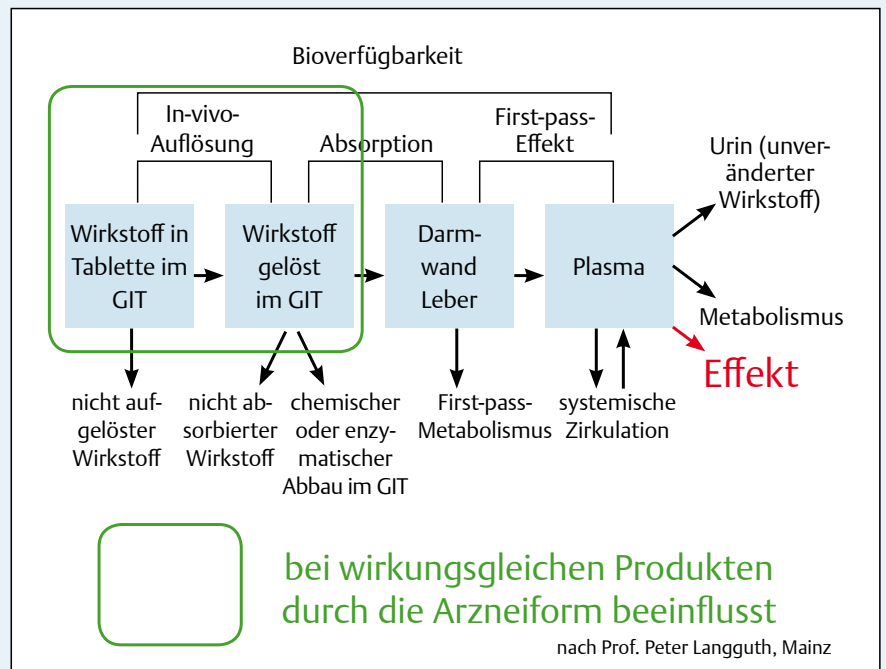 Bioverfügbarkeit
In-vivo-
Auflösung
Absorption
First-pass-
Effekt
Urin (unver-
änderter
Wirkstoff)
Wirkstoff in
Tablette im
GIT
Wirkstoff
gelöst
im GIT
Darm-
wand
Leber
Plasma
Metabolismus
Effekt
nicht auf-
gelöster
Wirkstoff
nicht ab-
sorbierter
Wirkstoff
chemischer
oder enzy-
matischer
Abbau im GIT
First-pass-
Metabolismus
systemische
Zirkulation
bei wirkungsgleichen Produkten
durch die Arzneiform beeinflusst
nach Prof. Peter Langguth, Mainz